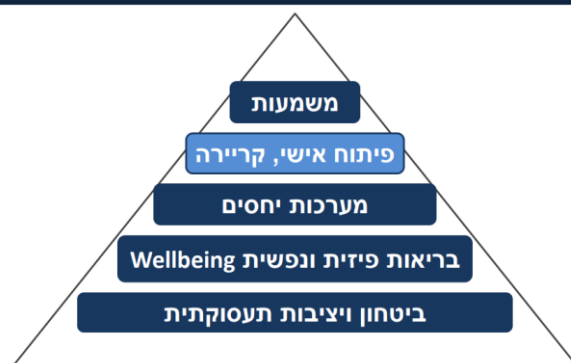 משמעות
פיתוח אישי, קריירה
מערכות יחסים
בריאות פיזית ונפשית Wellbeing
ביטחון ויציבות תעסוקתית